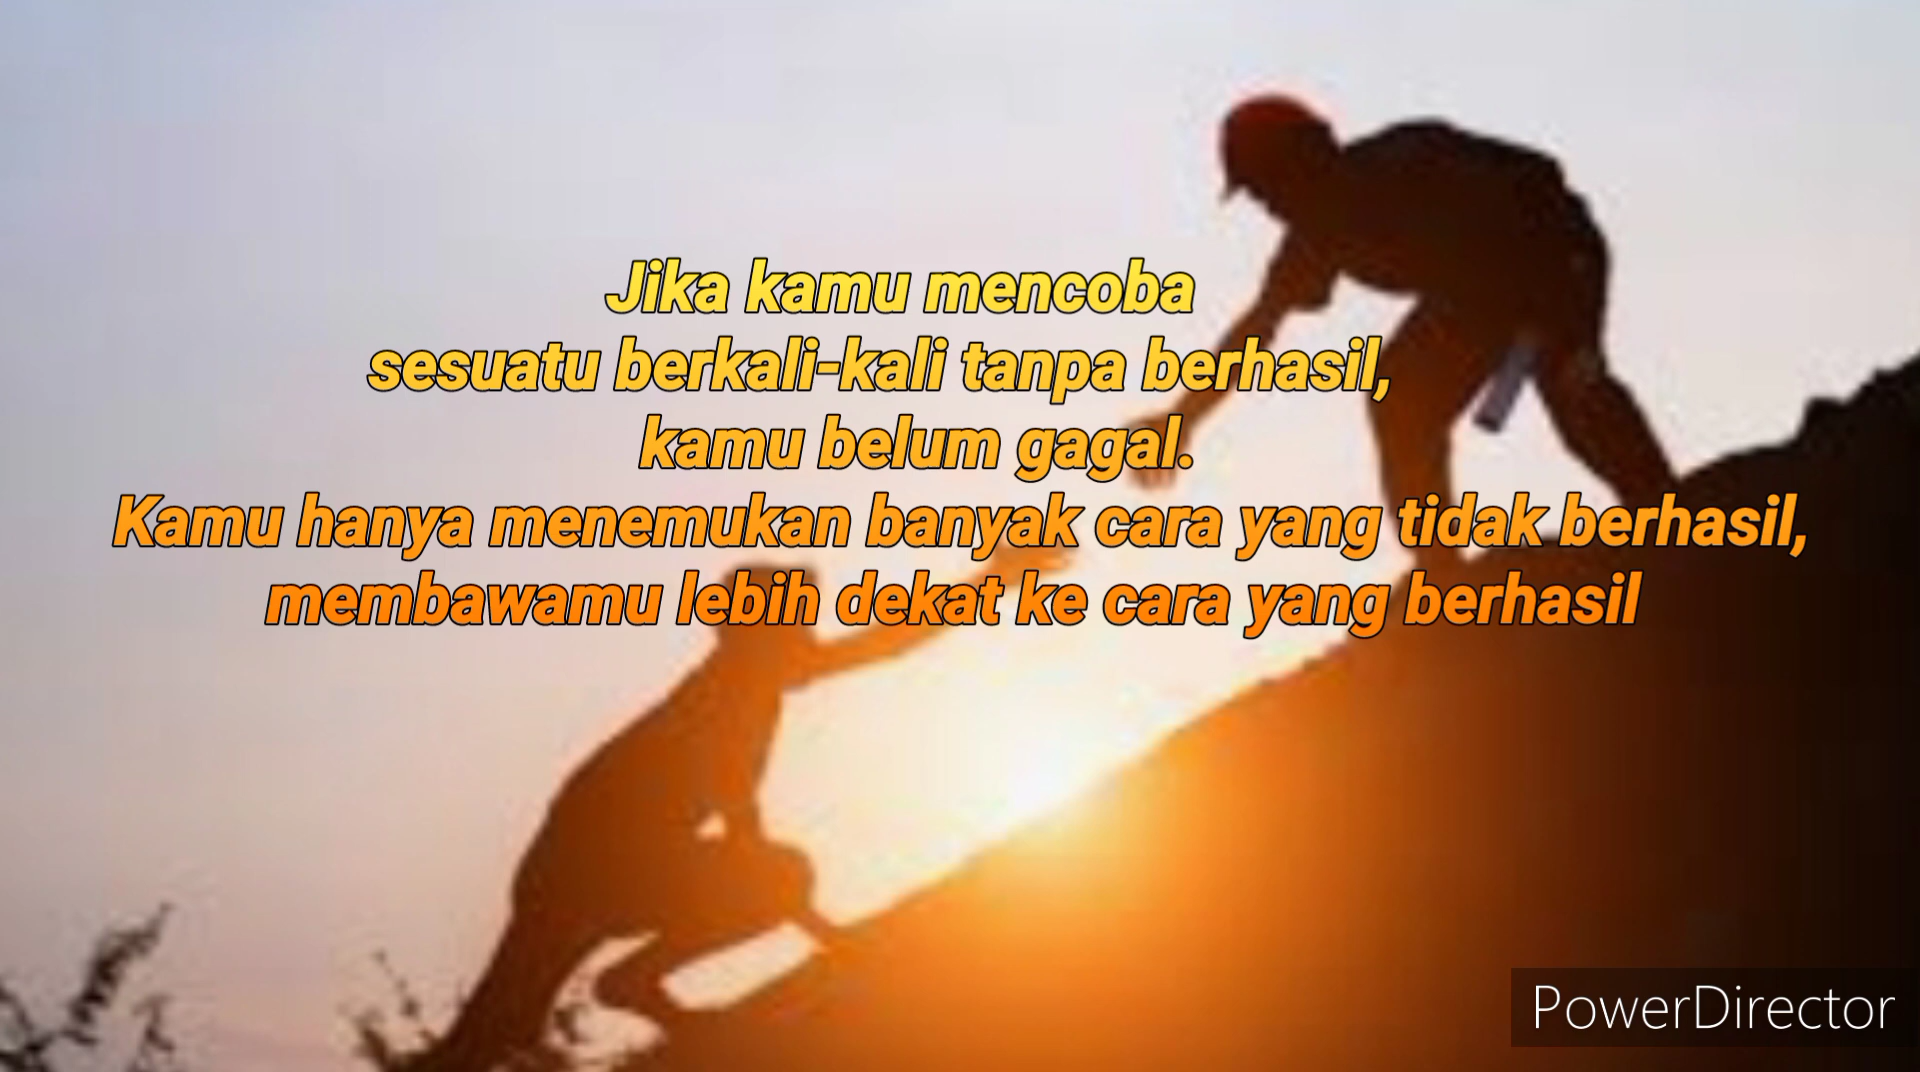 Jika kamu mencoba
sesuatu berkali-kali tanpa berhasil,
kamu belum gagal.
Kamu hanya menemukan banyak cara yang tidak berhasil,
membawamu lebih dekat ke cara yang berhasil
PowerDirector